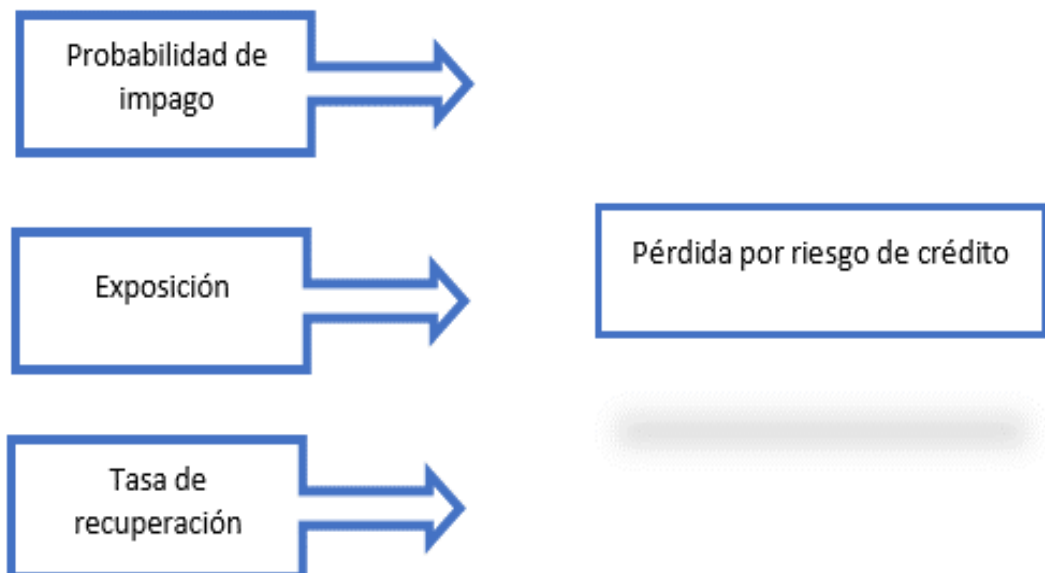 Probabilidad de
impago
Exposición
Pérdida por riesgo de crédito
Tasa de
recuperación